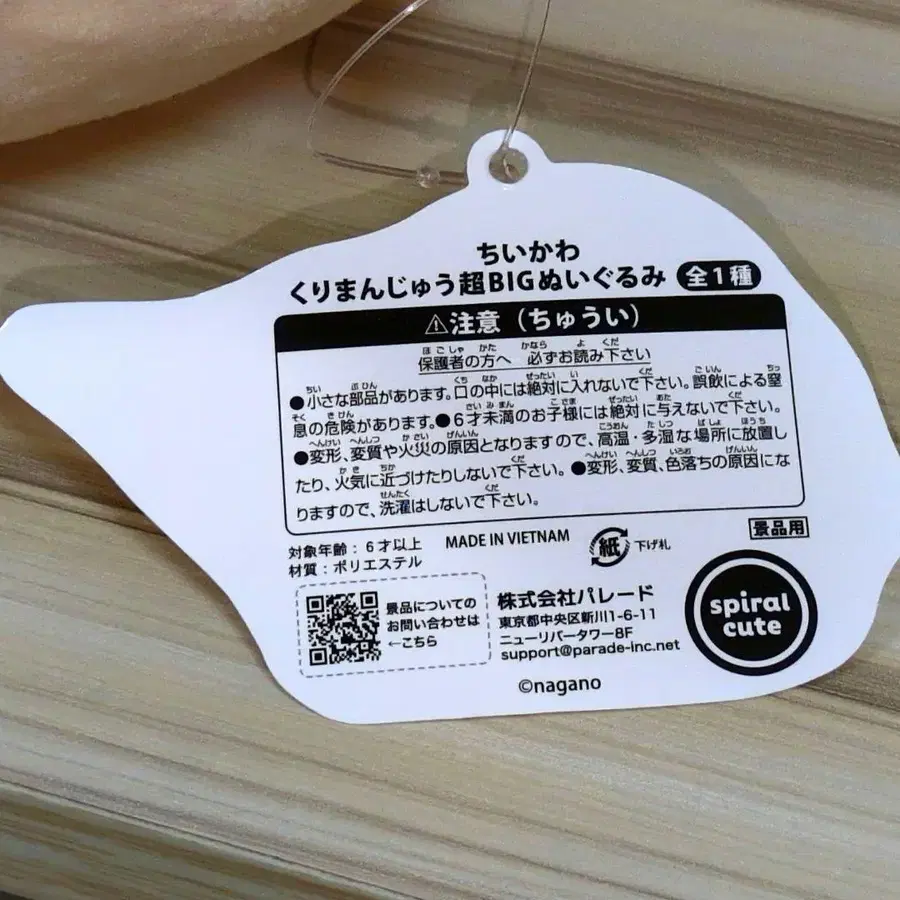 ちいかわ
くりまんじゅう超BIGぬいぐるみ 全1種
⚠注意（ちゅうい）
保護者の方へ 必ずお読み下さい
●小さな部品があります。口の中には絶対に入れないで下さい。誤飲による窒
息の危険があります。●6才未満のお子様には絶対に与えないで下さい。
●変形、変質や火災の原因となりますので、高温・多湿な場所に放置し
たり、火気に近づけたりしないで下さい。●変形、変質、色落ちの原因にな
りますので、洗濯はしないで下さい。
対象年齢：6才以上
材質：ポリエステル
MADE IN VIETNAM
紙 下げ札
景品用
景品についての
お問い合わせは
←こちら
株式会社パレード
東京都中央区新川1-6-11
ニューリバータワー8F
support@parade-inc.net
spiral
cute
©nagano